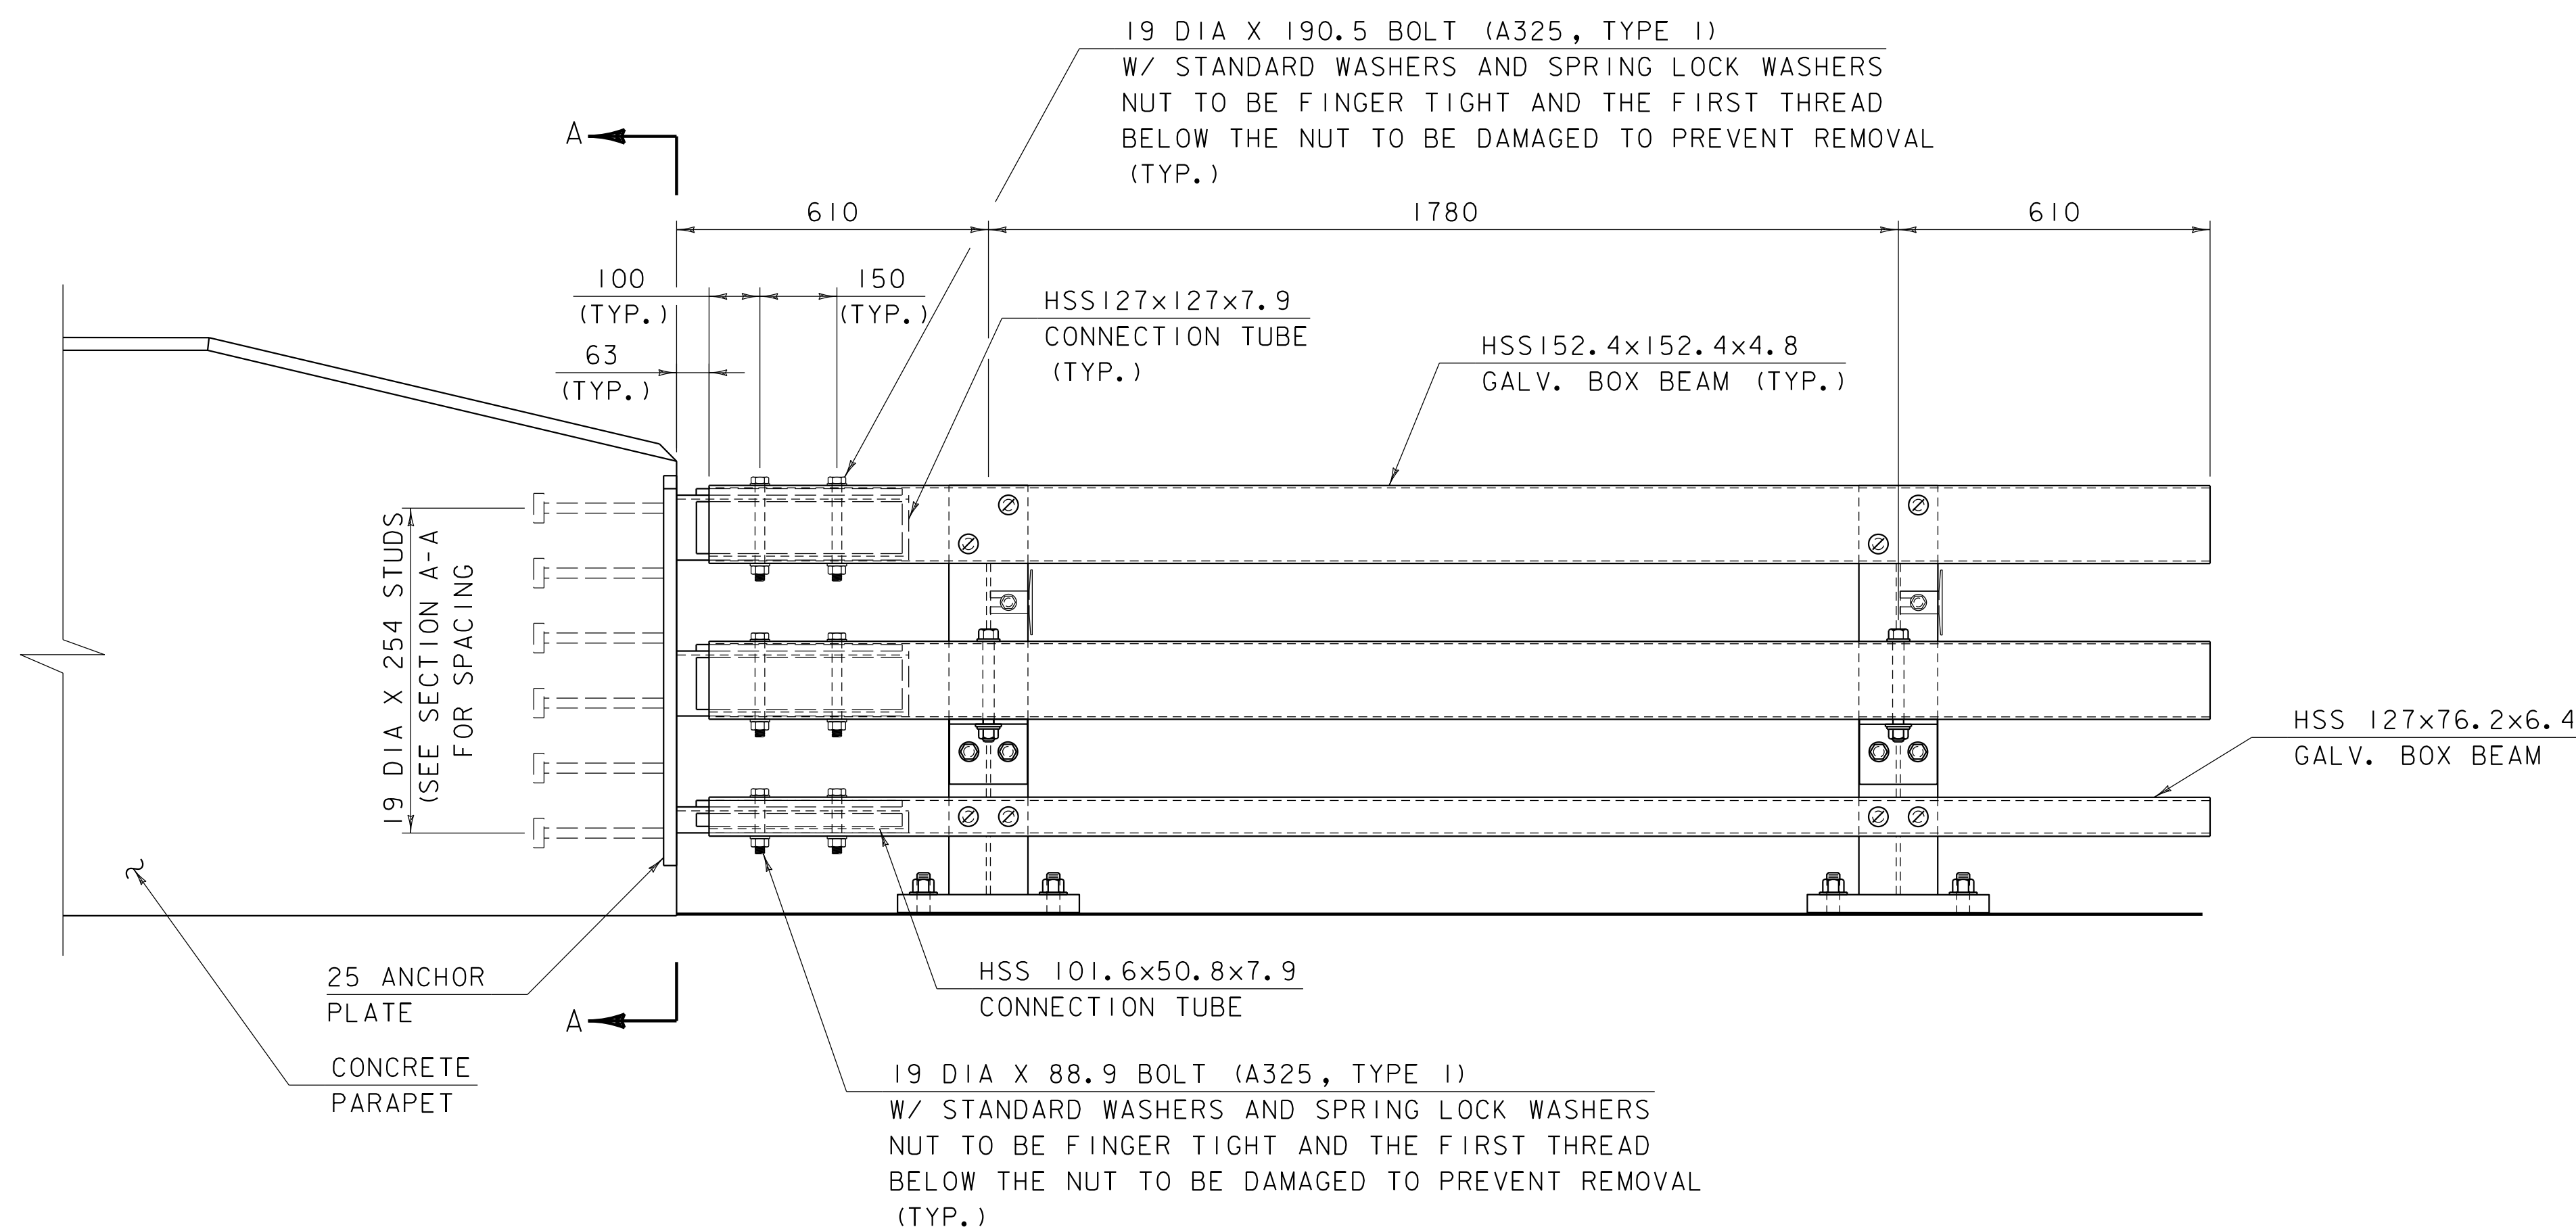 19 DIA X 190.5 BOLT (A325, TYPE 1)
W/ STANDARD WASHERS AND SPRING LOCK WASHERS
NUT TO BE FINGER TIGHT AND THE FIRST THREAD
BELOW THE NUT TO BE DAMAGED TO PREVENT REMOVAL
(TYP.)
A
610
1780
610
100
(TYP.)
150
(TYP.)
63
(TYP.)
HSS127x127x7.9
CONNECTION TUBE
(TYP.)
HSS152.4x152.4x4.8
GALV. BOX BEAM (TYP.)
19 DIA X 254 STUDS
(SEE SECTION A-A
FOR SPACING
HSS 127x76.2x6.4
GALV. BOX BEAM
25 ANCHOR
PLATE
HSS 101.6x50.8x7.9
CONNECTION TUBE
A
CONCRETE
PARAPET
19 DIA X 88.9 BOLT (A325, TYPE 1)
W/ STANDARD WASHERS AND SPRING LOCK WASHERS
NUT TO BE FINGER TIGHT AND THE FIRST THREAD
BELOW THE NUT TO BE DAMAGED TO PREVENT REMOVAL
(TYP.)